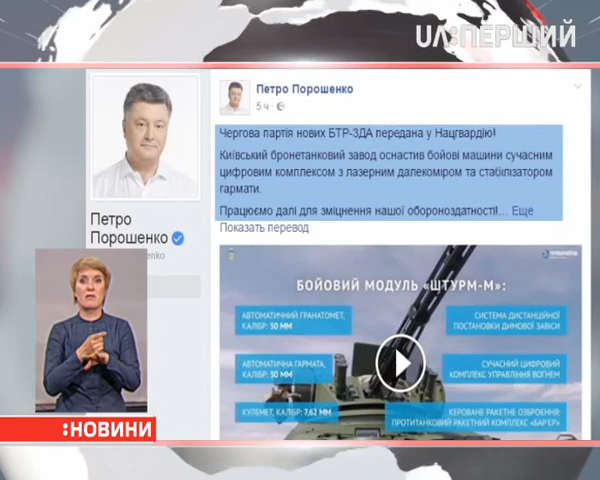 UA:ПЕРШИЙ
Петро Порошенко
5 ч ·
Чергова партія нових БТР-3ДА передана у Нацгвардію!
Київський бронетанковий завод оснастив бойові машини сучасним
цифровим комплексом з лазерним далекоміром та стабілізатором
гармати.
Працюємо далі для зміцнення нашої обороноздатності!… Еще
Показать перевод
Петро
Порошенко
enko
БОЙОВИЙ МОДУЛЬ «ШТУРМ-М»:
АВТОМАТИЧНИЙ ГРАНАТОМЕТ,
КАЛІБР: 30 ММ
СИСТЕМА ДИСТАНЦІЙНОЇ
ПОСТАНОВКИ ДИМОВОЇ ЗАВІСИ
АВТОМАТИЧНА ГАРМАТА,
КАЛІБР: 30 ММ
СУЧАСНИЙ ЦИФРОВИЙ
КОМПЛЕКС УПРАВЛІННЯ ВОГНЕМ
КУЛЕМЕТ, КАЛІБР: 7,62 ММ
КЕРОВАНЕ РАКЕТНЕ ОЗБРОЄННЯ:
ПРОТИТАНКОВИЙ РАКЕТНИЙ КОМПЛЕКС «БАР'ЄР»
:НОВИНИ